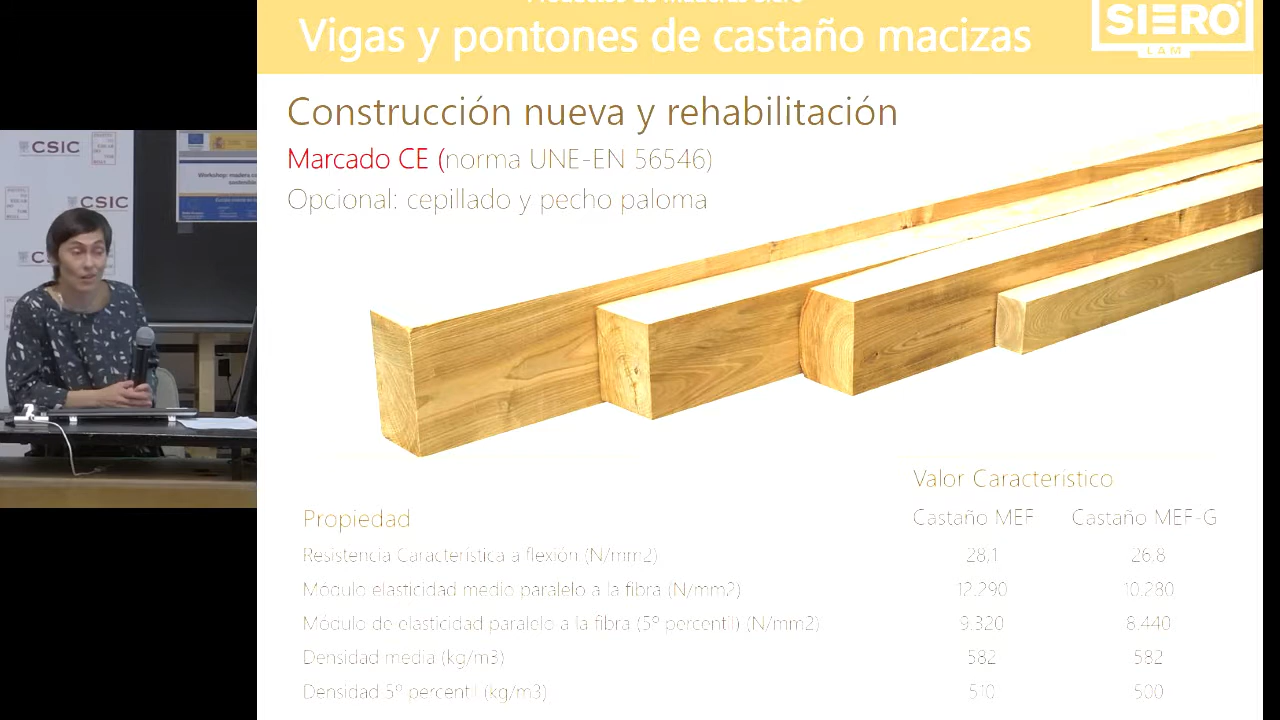 Vigas y pontones de castaño macizas
SIERO
LAM
Construcción nueva y rehabilitación
Marcado CE (norma UNE-EN 56546)
Opcional: cepillado y pecho paloma
CSIC
CSIC
Valor Característico
Propiedad Castaño MEF Castaño MEF-G
Resistencia Característica a flexión (N/mm2) 28,1 26,8
Módulo elasticidad medio paralelo a la fibra (N/mm2) 12.290 10.280
Módulo de elasticidad paralelo a la fibra (5º percentil) (N/mm2) 9.320 8.440
Densidad media (kg/m3) 582 582
Densidad 5º percentil (kg/m3) 510 500